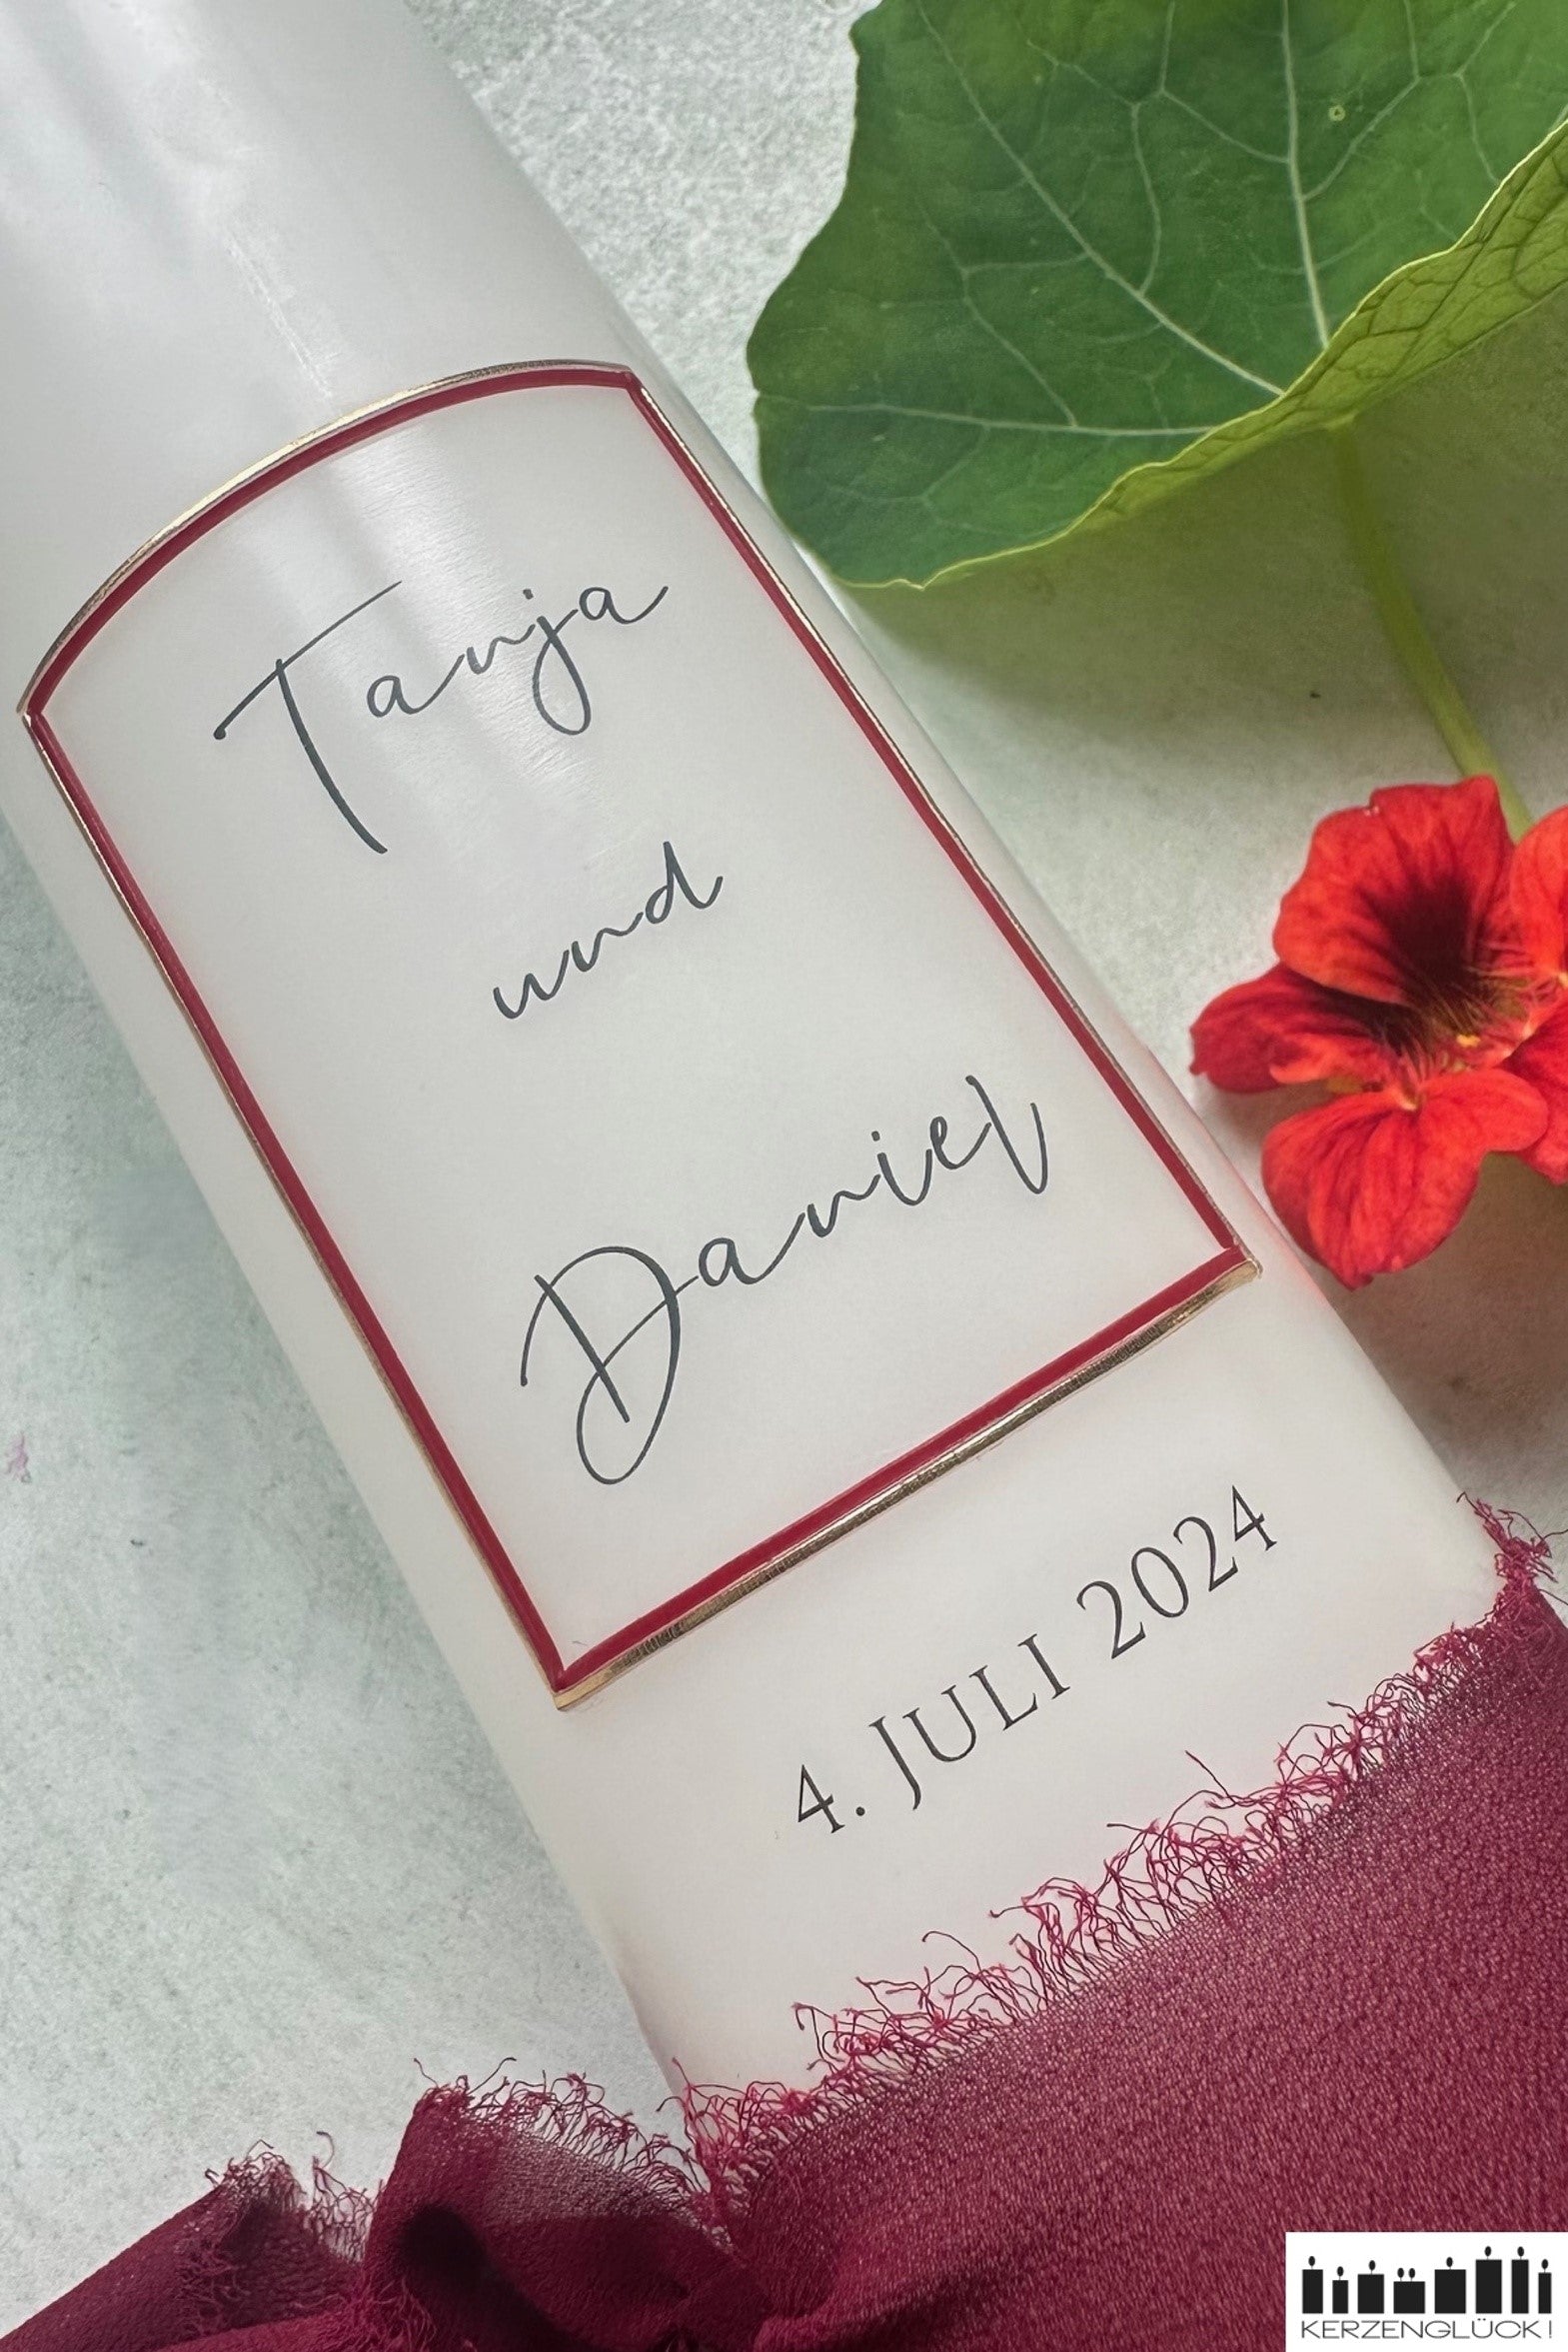 Tanja
und
Daniel
4. JULI 2024
KERZENGLÜCK!